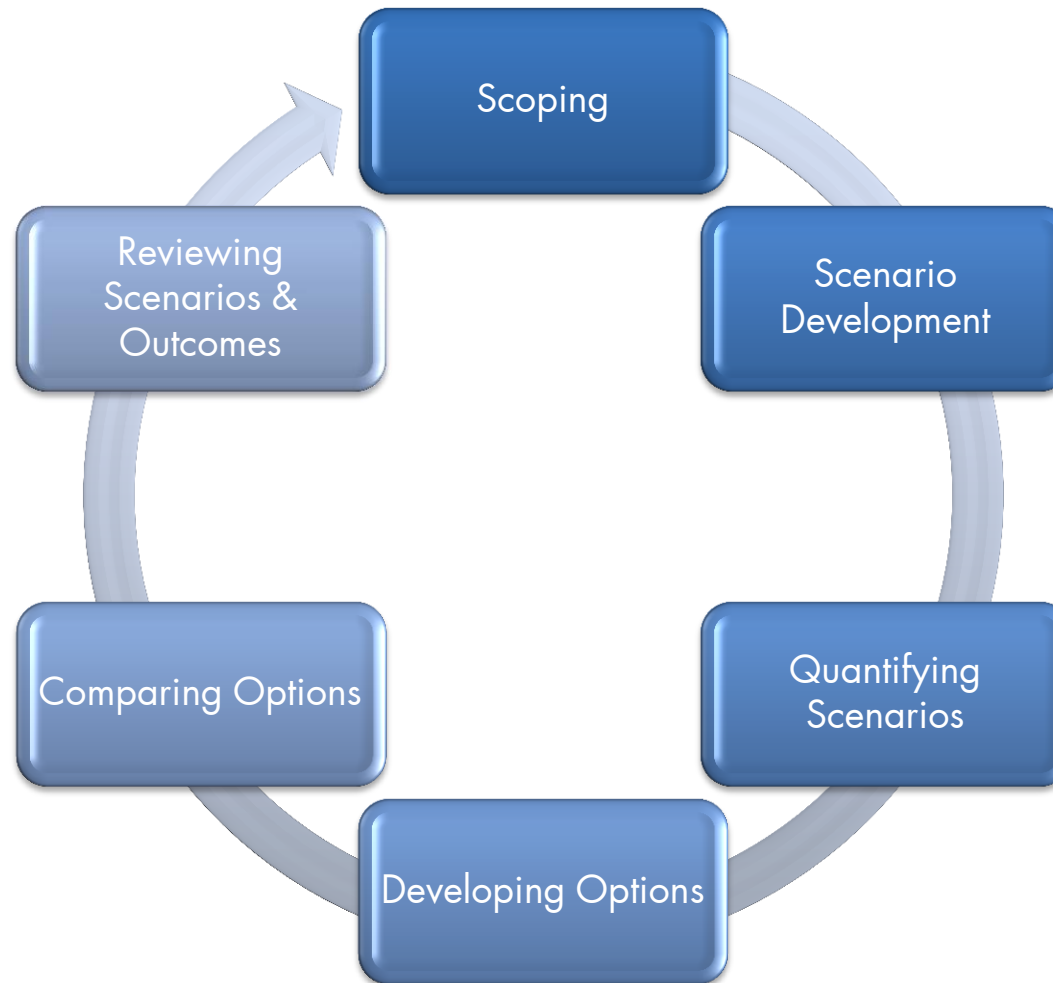 Scoping
Scenario
Development
Quantifying
Scenarios
Developing Options
Comparing Options
Reviewing
Scenarios &
Outcomes